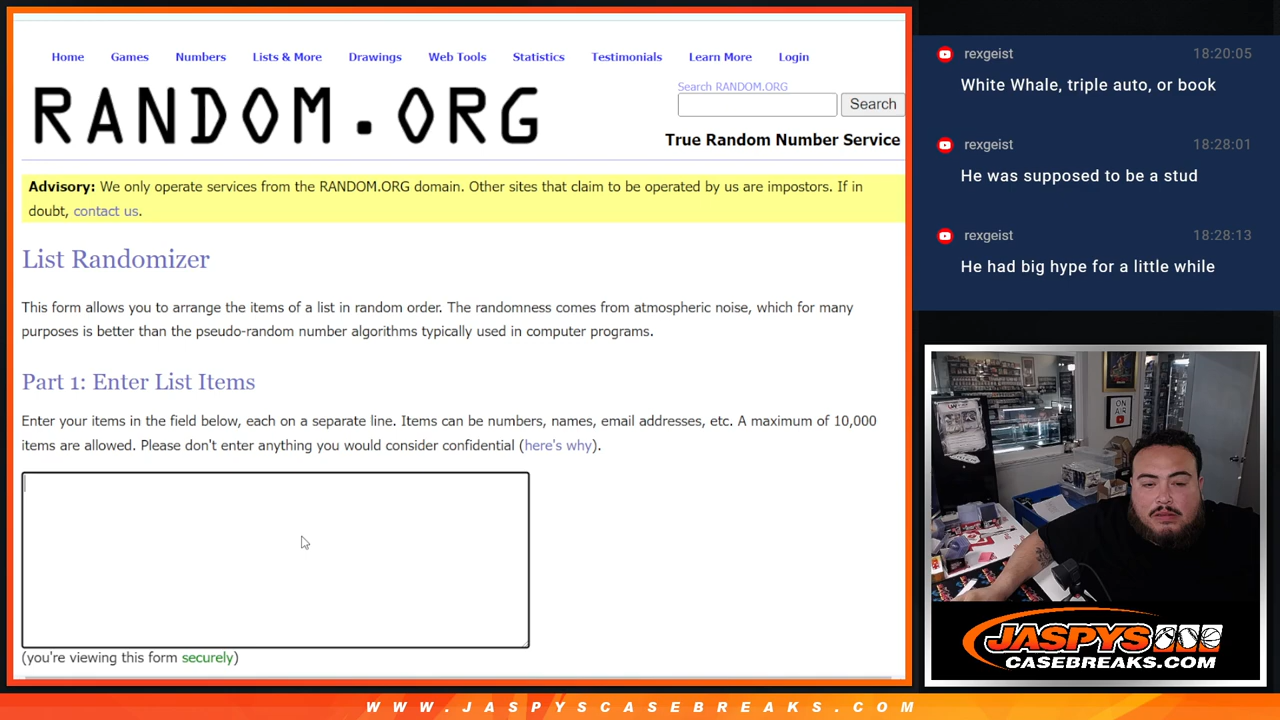 Home Games Numbers Lists & More Drawings Web Tools Statistics Testimonials Learn More Login
RANDOM.ORG
Search RANDOM.ORG
Search
True Random Number Service
Advisory: We only operate services from the RANDOM.ORG domain. Other sites that claim to be operated by us are impostors. If in
doubt, contact us.
List Randomizer
This form allows you to arrange the items of a list in random order. The randomness comes from atmospheric noise, which for many
purposes is better than the pseudo-random number algorithms typically used in computer programs.
Part 1: Enter List Items
Enter your items in the field below, each on a separate line. Items can be numbers, names, email addresses, etc. A maximum of 10,000
items are allowed. Please don't enter anything you would consider confidential (here's why).
(you're viewing this form securely)
rexgeist 18:20:05
White Whale, triple auto, or book
rexgeist 18:28:01
He was supposed to be a stud
rexgeist 18:28:13
He had big hype for a little while
ON
AIR
JASPYS
CASEBREAKS.COM
WWW.JASPYSCASEBREAKS.COM